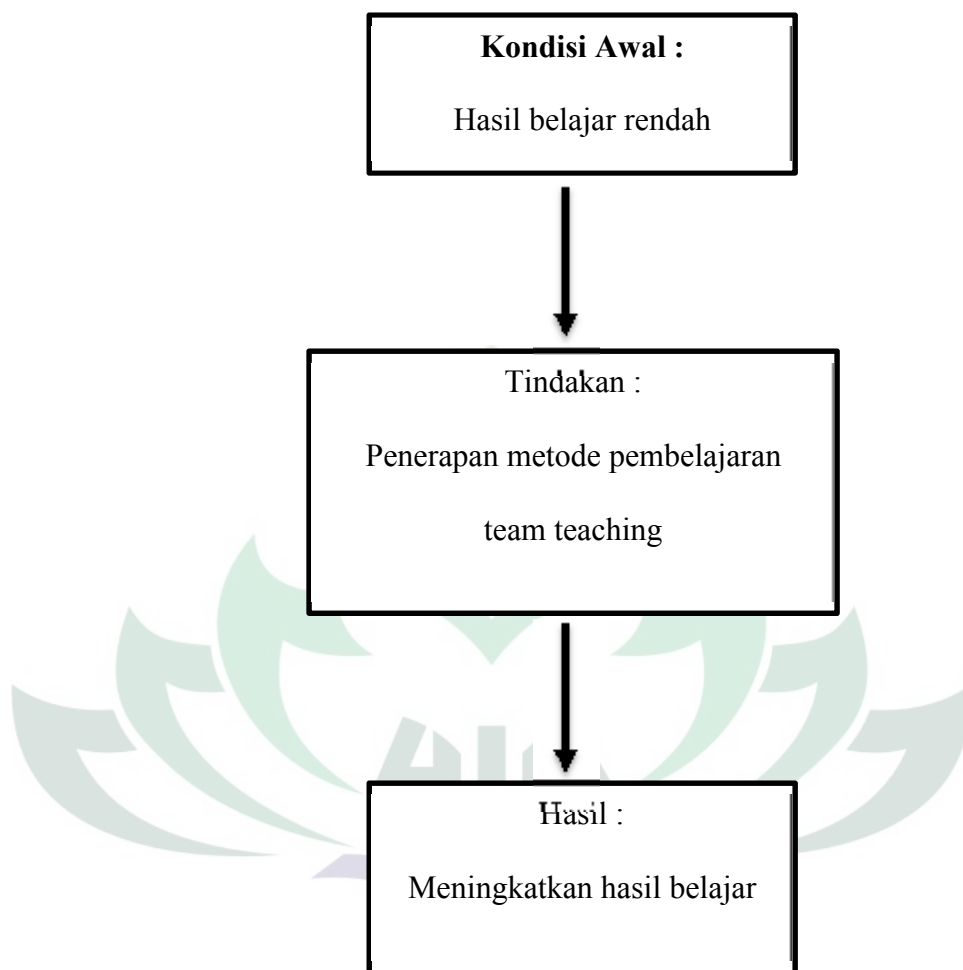 Kondisi Awal :
Hasil belajar rendah
Tindakan :
Penerapan metode pembelajaran
team teaching
Hasil :
Meningkatkan hasil belajar